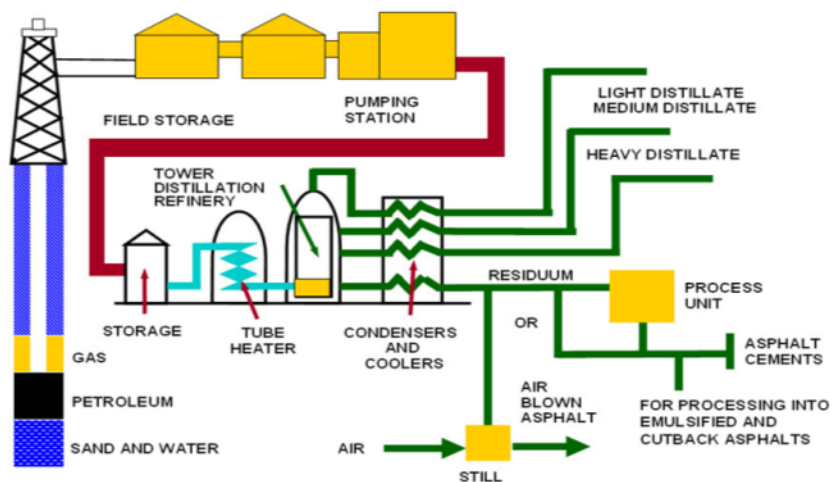 LIGHT DISTILLATE
MEDIUM DISTILLATE
PUMPING
STATION
FIELD STORAGE
HEAVY DISTILLATE
TOWER
DISTILLATION
REFINERY
RESIDUUM
PROCESS
UNIT
STORAGE
TUBE
HEATER
CONDENSERS
AND
COOLERS
OR
ASPHALT
CEMENTS
GAS
AIR
BLOWN
ASPHALT
PETROLEUM
FOR PROCESSING INTO
EMULSIFIED AND
CUTBACK ASPHALTS
SAND AND WATER
AIR
STILL